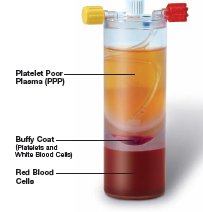 Platelet Poor
Plasma (PPP)
Buffy Coat
(Platelets and
White Blood Cells)
Red Blood
Cells